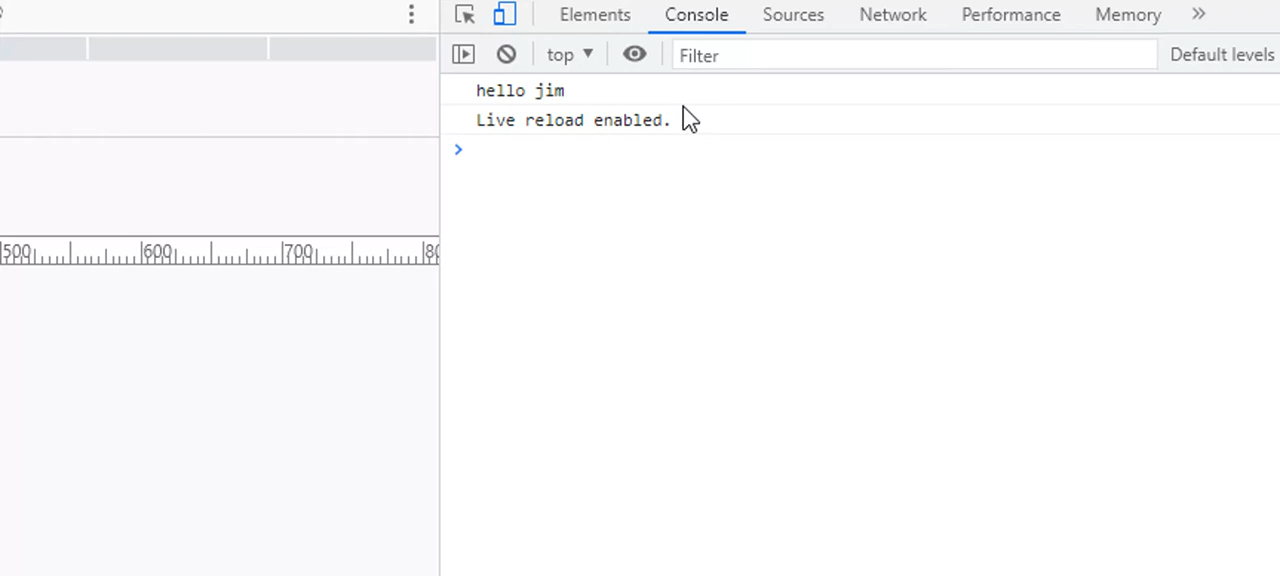 Elements Console Sources Network Performance Memory »
top ▼ Filter Default levels
hello jim
Live reload enabled.
>
500 600 700